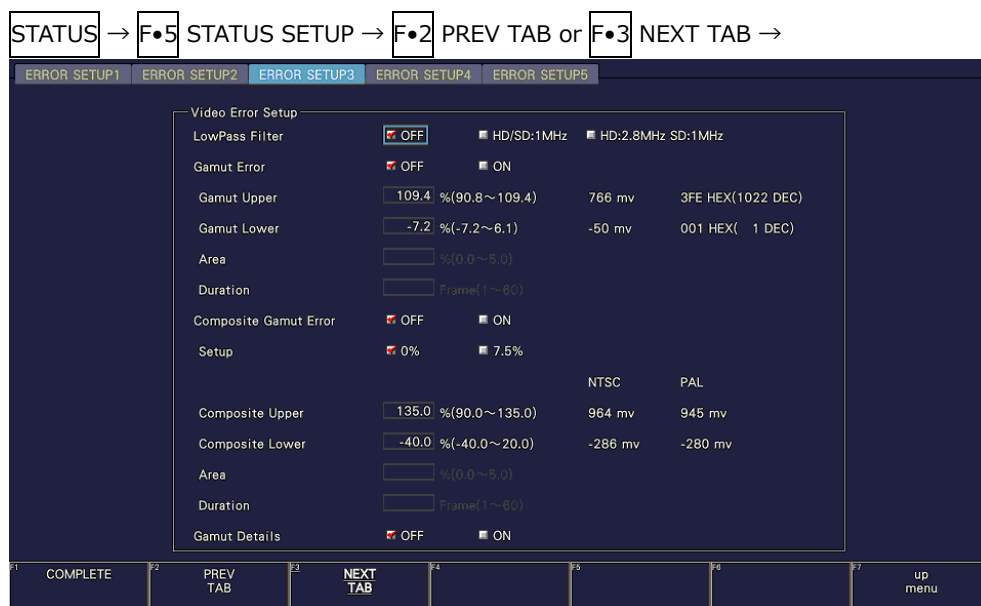 STATUS → F•5 STATUS SETUP → F•2 PREV TAB or F•3 NEXT TAB →
ERROR SETUP1 ERROR SETUP2 ERROR SETUP3 ERROR SETUP4 ERROR SETUP5
Video Error Setup
LowPass Filter OFF HD/SD:1MHz HD:2.8MHz SD:1MHz
Gamut Error OFF ON
Gamut Upper 109.4 %(90.8～109.4) 766 mv 3FE HEX(1022 DEC)
Gamut Lower -7.2 %(-7.2～6.1) -50 mv 001 HEX( 1 DEC)
Area %(0.0～5.0)
Duration Frame(1～60)
Composite Gamut Error OFF ON
Setup 0% 7.5%
NTSC PAL
Composite Upper 135.0 %(90.0～135.0) 964 mv 945 mv
Composite Lower -40.0 %(-40.0～20.0) -286 mv -280 mv
Area %(0.0～5.0)
Duration Frame(1～60)
Gamut Details OFF ON
F1 COMPLETE F2 PREV TAB F3 NEXT TAB F4 F5 F6 F7 up menu